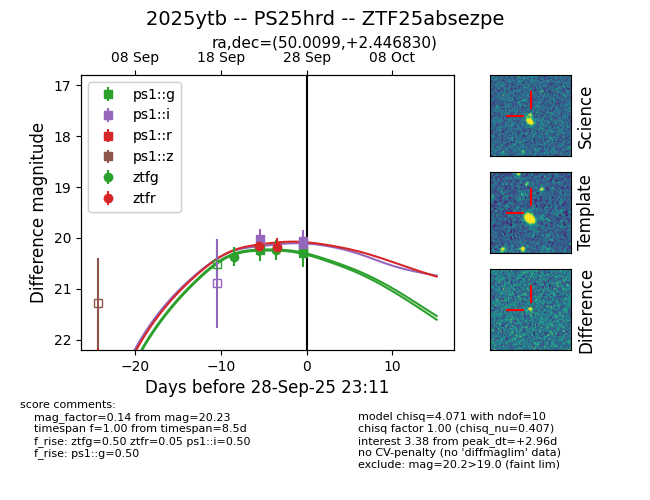 2025ytb -- PS25hrd -- ZTF25absezpe
ra,dec=(50.0099,+2.446830)
08 Sep
18 Sep
28 Sep
08 Oct
ps1::g
ps1::i
ps1::r
ps1::z
ztfg
ztfr
17
18
19
20
21
22
Difference magnitude
−20
−10
0
10
Days before 28-Sep-25 23:11
Science
Template
Difference
score comments:
mag_factor=0.14 from mag=20.23
timespan f=1.00 from timespan=8.5d
f_rise: ztfg=0.50 ztfr=0.05 ps1::i=0.50
f_rise: ps1::g=0.50
model chisq=4.071 with ndof=10
chisq factor 1.00 (chisq_nu=0.407)
interest 3.38 from peak_dt=+2.96d
no CV-penalty (no 'diffmaglim' data)
exclude: mag=20.2>19.0 (faint lim)